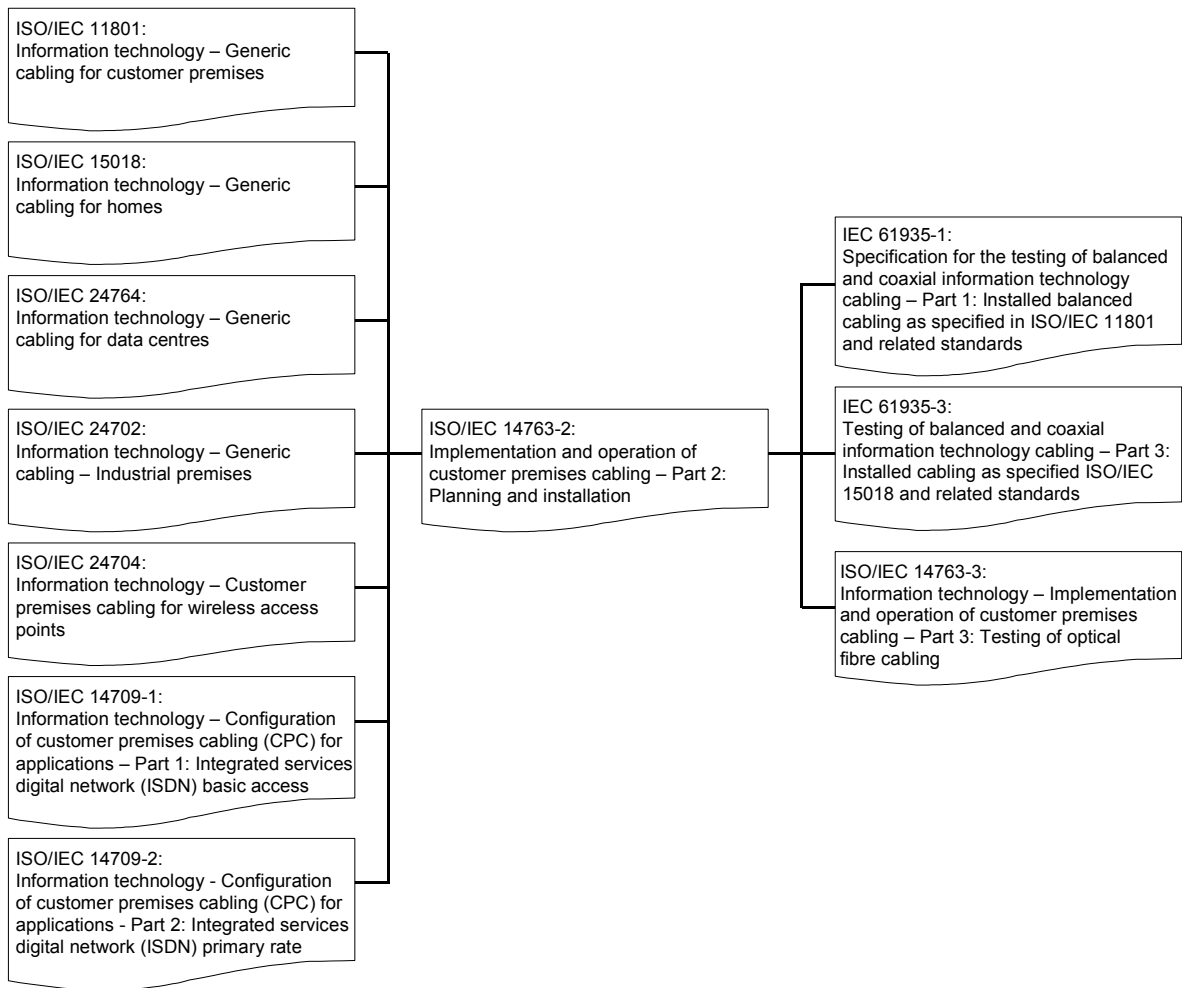 ISO/IEC 11801:
Information technology – Generic
cabling for customer premises
ISO/IEC 15018:
Information technology – Generic
cabling for homes
ISO/IEC 24764:
Information technology – Generic
cabling for data centres
ISO/IEC 24702:
Information technology – Generic
cabling – Industrial premises
ISO/IEC 24704:
Information technology – Customer
premises cabling for wireless access
points
ISO/IEC 14709-1:
Information technology – Configuration
of customer premises cabling (CPC) for
applications – Part 1: Integrated services
digital network (ISDN) basic access
ISO/IEC 14709-2:
Information technology - Configuration
of customer premises cabling (CPC) for
applications - Part 2: Integrated services
digital network (ISDN) primary rate
ISO/IEC 14763-2:
Implementation and operation of
customer premises cabling – Part 2:
Planning and installation
IEC 61935-1:
Specification for the testing of balanced
and coaxial information technology
cabling – Part 1: Installed balanced
cabling as specified in ISO/IEC 11801
and related standards
IEC 61935-3:
Testing of balanced and coaxial
information technology cabling – Part 3:
Installed cabling as specified ISO/IEC
15018 and related standards
ISO/IEC 14763-3:
Information technology – Implementation
and operation of customer premises
cabling – Part 3: Testing of optical
fibre cabling